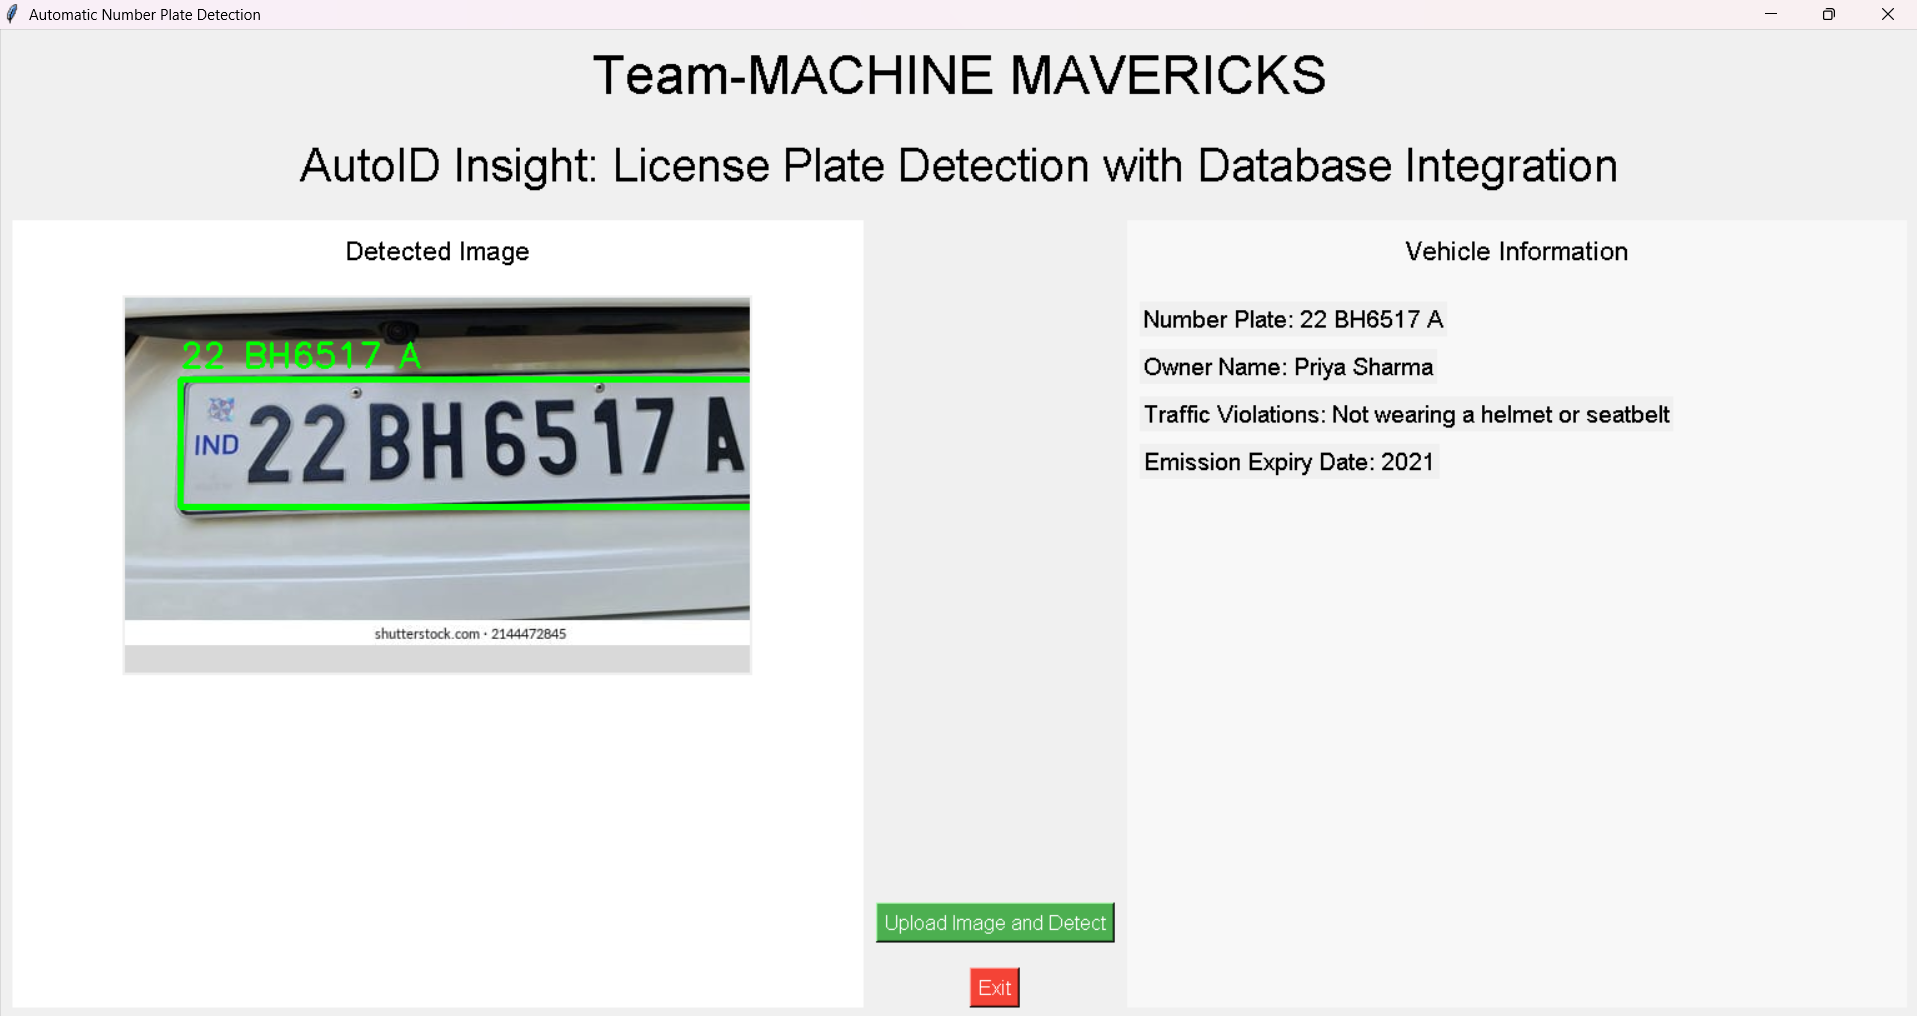 Automatic Number Plate Detection
Team-MACHINE MAVERICKS
AutoID Insight: License Plate Detection with Database Integration
Detected Image
22 BH6517 A
IND 22 BH 6517 A
shutterstock.com · 2144472845
Upload Image and Detect
Exit
Vehicle Information
Number Plate: 22 BH6517 A
Owner Name: Priya Sharma
Traffic Violations: Not wearing a helmet or seatbelt
Emission Expiry Date: 2021